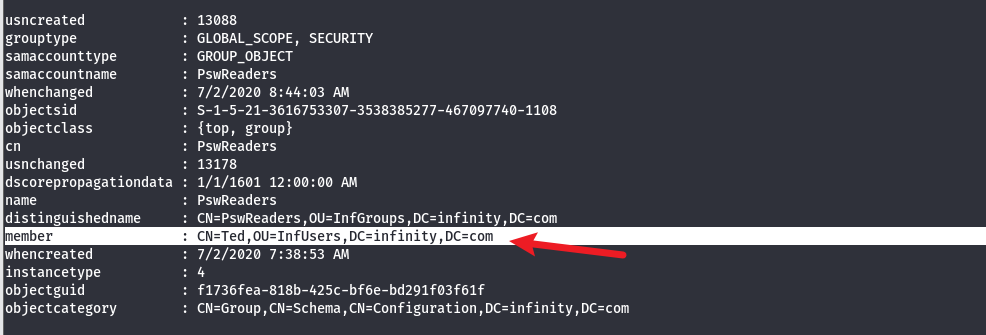 usncreated : 13088
grouptype : GLOBAL_SCOPE, SECURITY
samaccounttype : GROUP_OBJECT
samaccountname : PswReaders
whenchanged : 7/2/2020 8:44:03 AM
objectsid : S-1-5-21-3616753307-3538385277-467097740-1108
objectclass : {top, group}
cn : PswReaders
usnchanged : 13178
dscorepropagationdata : 1/1/1601 12:00:00 AM
name : PswReaders
distinguishedname : CN=PswReaders,OU=InfGroups,DC=infinity,DC=com
member : CN=Ted,OU=InfUsers,DC=infinity,DC=com
whencreated : 7/2/2020 7:38:53 AM
instancetype : 4
objectguid : f1736fea-818b-425c-bf6e-bd291f03f61f
objectcategory : CN=Group,CN=Schema,CN=Configuration,DC=infinity,DC=com